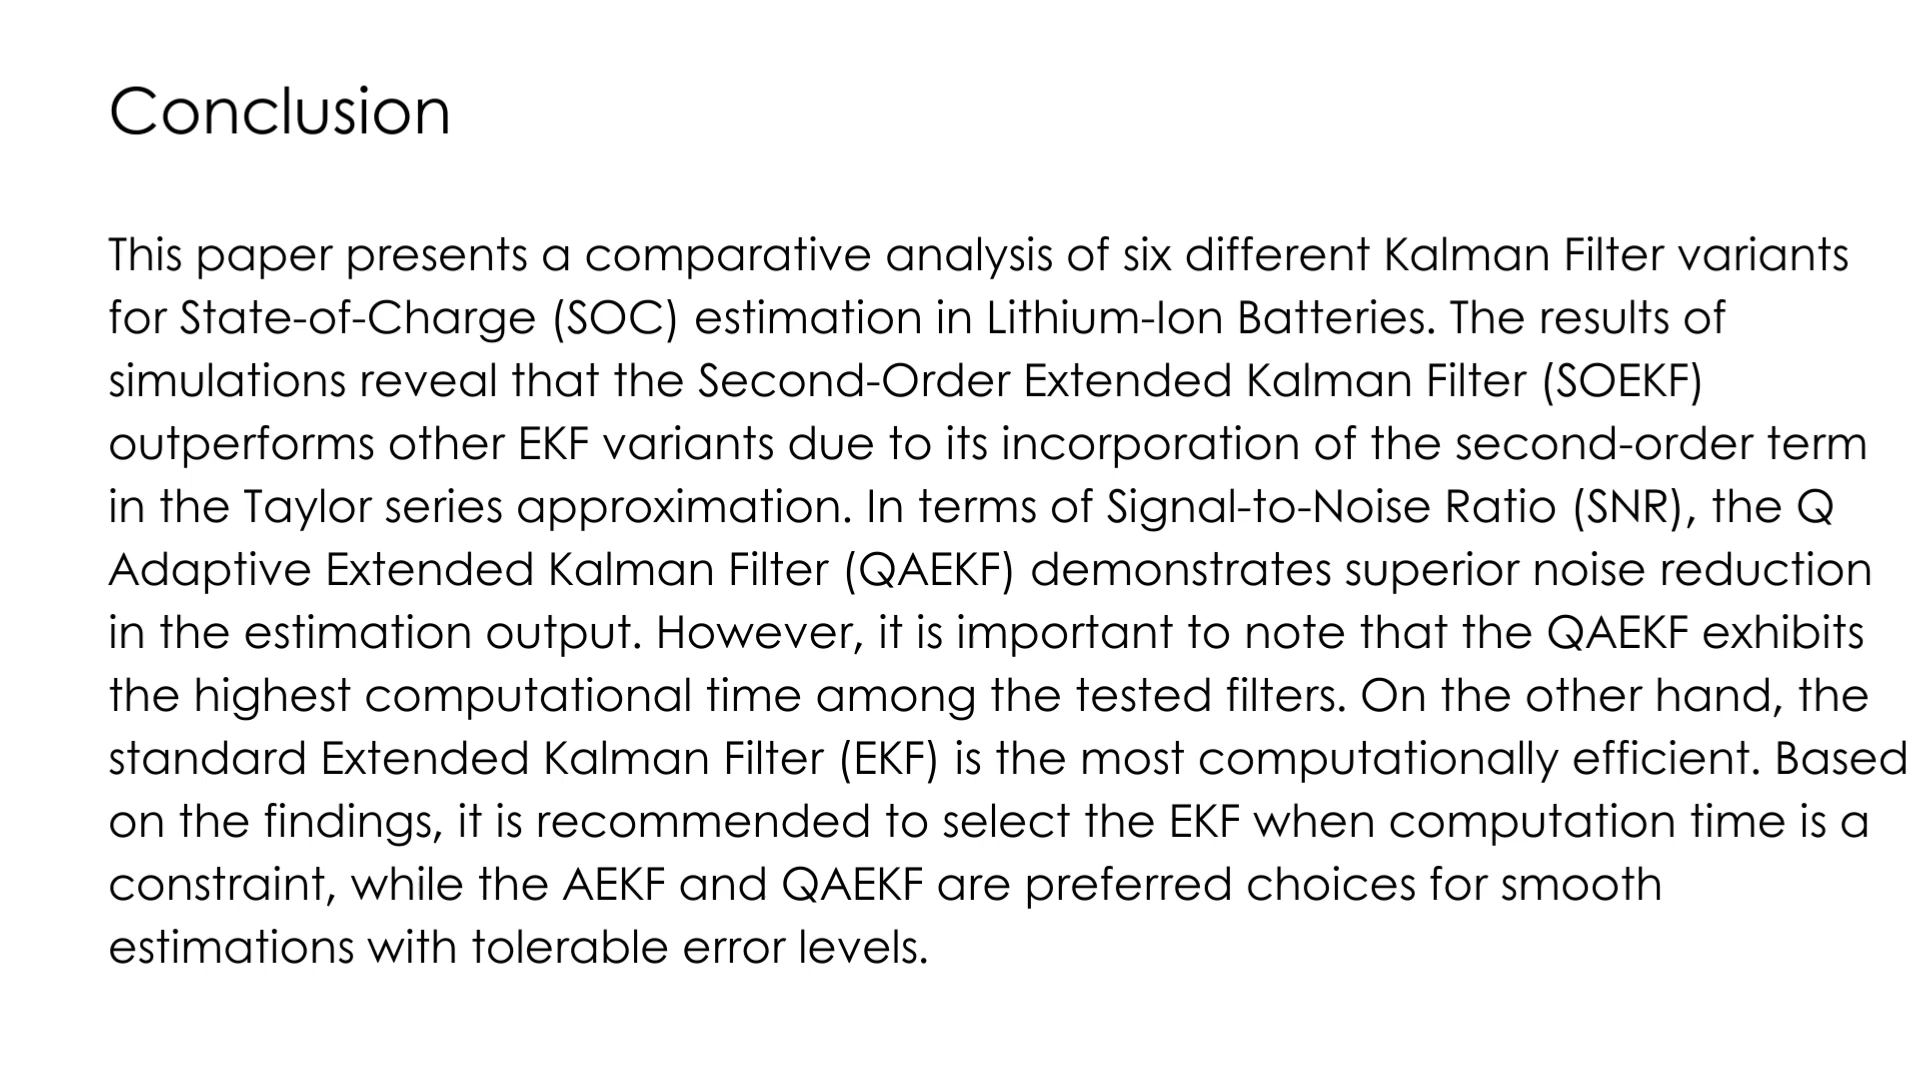 Conclusion
This paper presents a comparative analysis of six different Kalman Filter variants
for State-of-Charge (SOC) estimation in Lithium-Ion Batteries. The results of
simulations reveal that the Second-Order Extended Kalman Filter (SOEKF)
outperforms other EKF variants due to its incorporation of the second-order term
in the Taylor series approximation. In terms of Signal-to-Noise Ratio (SNR), the Q
Adaptive Extended Kalman Filter (QAEKF) demonstrates superior noise reduction
in the estimation output. However, it is important to note that the QAEKF exhibits
the highest computational time among the tested filters. On the other hand, the
standard Extended Kalman Filter (EKF) is the most computationally efficient. Based
on the findings, it is recommended to select the EKF when computation time is a
constraint, while the AEKF and QAEKF are preferred choices for smooth
estimations with tolerable error levels.